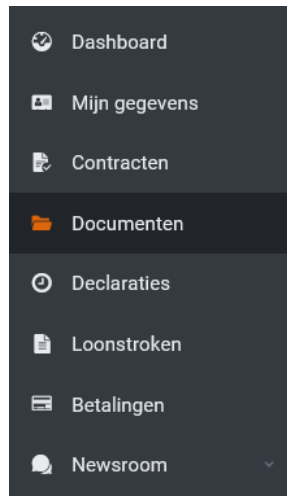 Dashboard
Mijn gegevens
Contracten
Documenten
Declaraties
Loonstroken
Betalingen
Newsroom